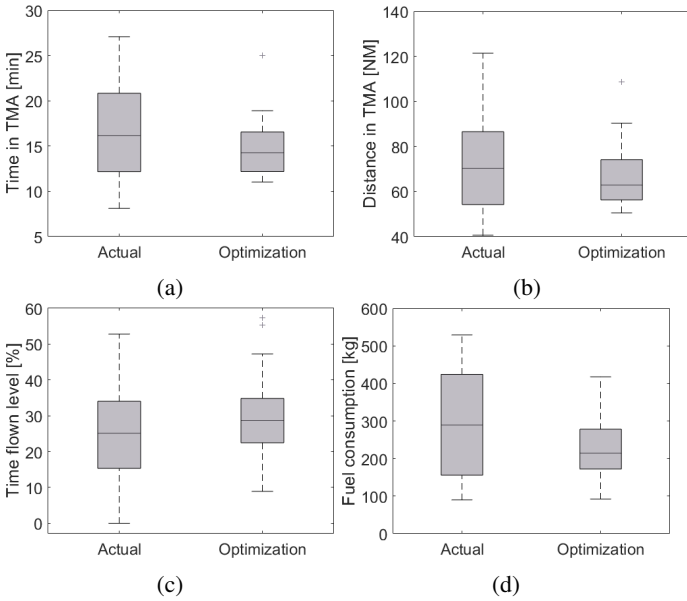 Time in TMA [min]
30
25
20
15
10
5
Actual
Optimization
(a)
Distance in TMA [NM]
140
120
100
80
60
40
Actual
Optimization
(b)
Time flown level [%]
60
50
40
30
20
10
0
Actual
Optimization
(c)
Fuel consumption [kg]
600
500
400
300
200
100
0
Actual
Optimization
(d)